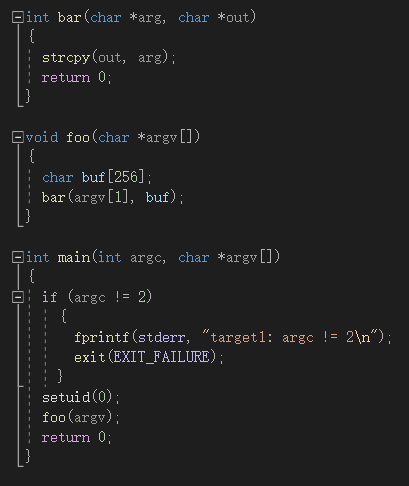 int bar(char *arg, char *out)
{
strcpy(out, arg);
return 0;
}
void foo(char *argv[])
{
char buf[256];
bar(argv[1], buf);
}
int main(int argc, char *argv[])
{
if (argc != 2)
{
fprintf(stderr, "target1: argc != 2\n");
exit(EXIT_FAILURE);
}
setuid(0);
foo(argv);
return 0;
}